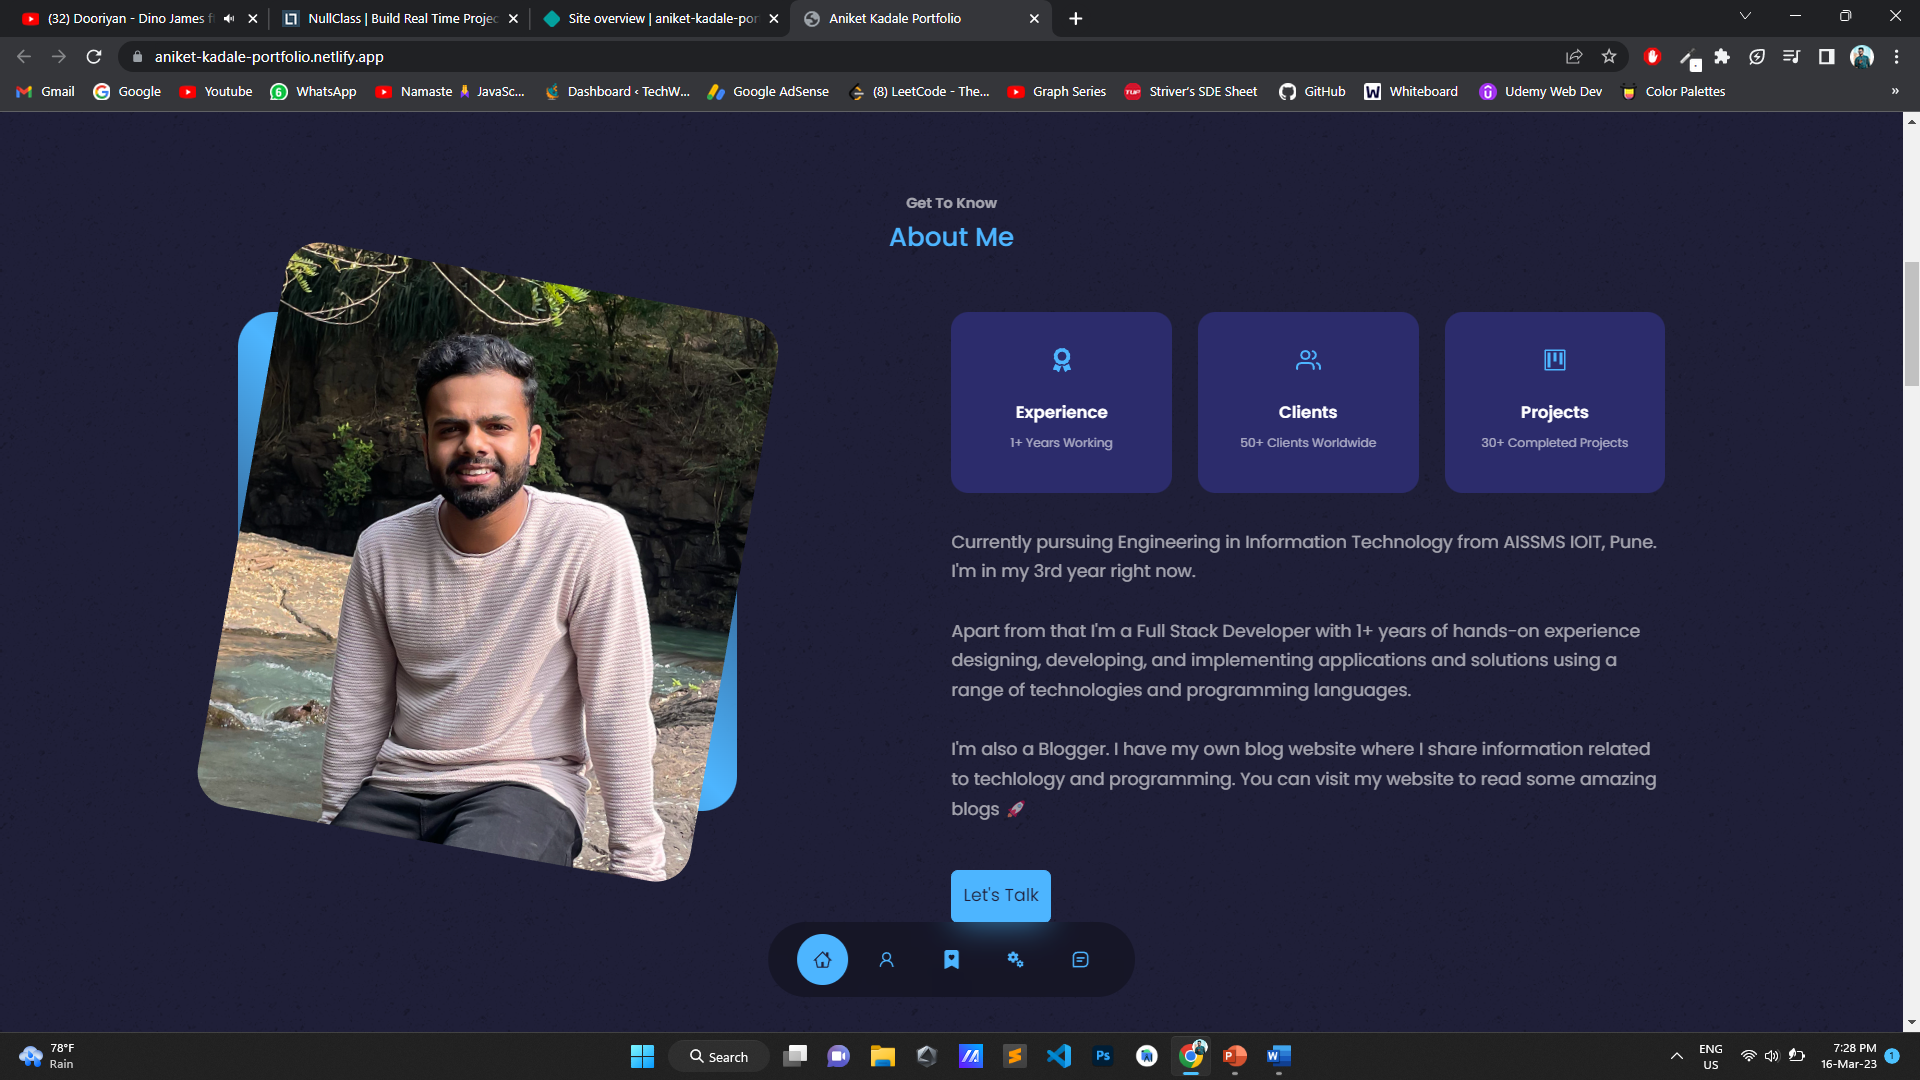 (32) Dooriyan - Dino James f
NullClass | Build Real Time Projec
Site overview | aniket-kadale-por
Aniket Kadale Portfolio
aniket-kadale-portfolio.netlify.app
Gmail
Google
Youtube
WhatsApp
Namaste JavaSc...
Dashboard ‹ TechW...
Google AdSense
(8) LeetCode - The...
Graph Series
Striver's SDE Sheet
GitHub
Whiteboard
Udemy Web Dev
Color Palettes
»
Get To Know
About Me
Experience
1+ Years Working
Clients
50+ Clients Worldwide
Projects
30+ Completed Projects
Currently pursuing Engineering in Information Technology from AISSMS IOIT, Pune.
I'm in my 3rd year right now.
Apart from that I'm a Full Stack Developer with 1+ years of hands-on experience
designing, developing, and implementing applications and solutions using a
range of technologies and programming languages.
I'm also a Blogger. I have my own blog website where I share information related
to techlology and programming. You can visit my website to read some amazing
blogs 🚀
Let's Talk
78°F
Rain
Search
Ps
ENG
US
7:28 PM
16-Mar-23
1